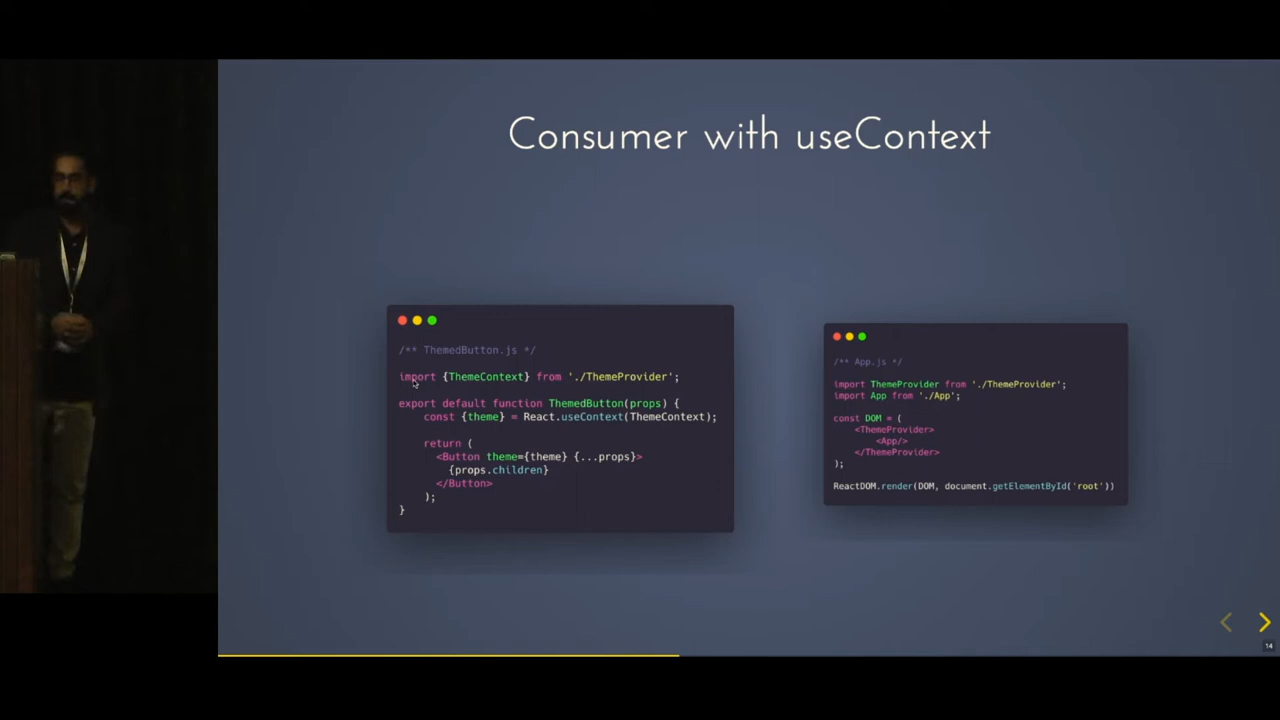 Consumer with useContext
/** ThemedButton.js */
import {ThemeContext} from './ThemeProvider';
export default function ThemedButton(props) {
const {theme} = React.useContext(ThemeContext);
return (
<Button theme={theme} {...props}>
{props.children}
</Button>
);
}
/** App.js */
import ThemeProvider from './ThemeProvider';
import App from './App';
const DOM = (
<ThemeProvider>
<App/>
</ThemeProvider>
);
ReactDOM.render(DOM, document.getElementById('root'))
14